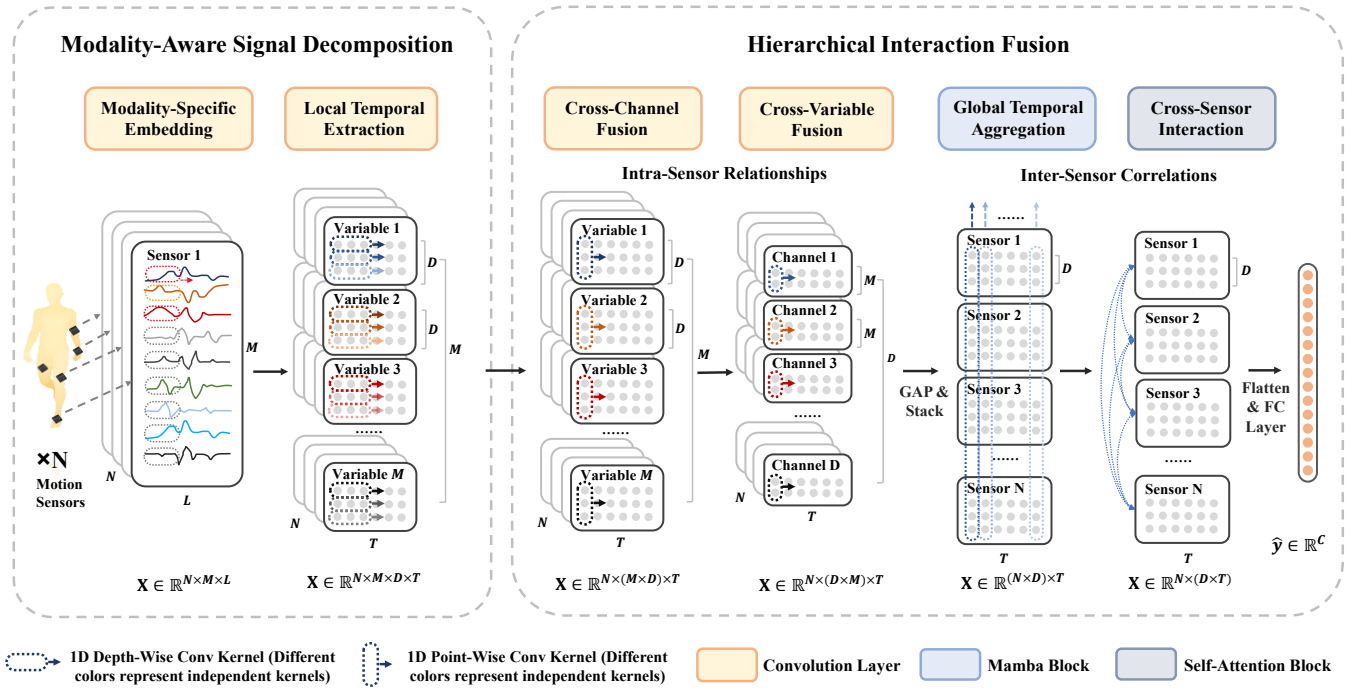 Modality-Aware Signal Decomposition
Modality-Specific
Embedding
Local Temporal
Extraction
Sensor 1
M
N
L
×N
Motion
Sensors
X ∈ ℝ^{N×M×L}
Variable 1
D
Variable 2
D
M
Variable 3
......
Variable M
N
T
X ∈ ℝ^{N×M×D×T}
Hierarchical Interaction Fusion
Cross-Channel
Fusion
Cross-Variable
Fusion
Global Temporal
Aggregation
Cross-Sensor
Interaction
Intra-Sensor Relationships
Inter-Sensor Correlations
Variable 1
D
Variable 2
D
M
Variable 3
......
Variable M
N
T
X ∈ ℝ^{N×(M×D)×T}
Channel 1
M
Channel 2
M
D
Channel 3
......
Channel D
N
T
X ∈ ℝ^{N×(D×M)×T}
GAP &
Stack
......
Sensor 1
D
Sensor 2
Sensor 3
......
Sensor N
T
X ∈ ℝ^{(N×D)×T}
Sensor 1
D
Sensor 2
Sensor 3
......
Sensor N
T
X ∈ ℝ^{N×(D×T)}
Flatten
& FC
Layer
ŷ ∈ ℝ^C
1D Depth-Wise Conv Kernel (Different
colors represent independent kernels)
1D Point-Wise Conv Kernel (Different
colors represent independent kernels)
Convolution Layer
Mamba Block
Self-Attention Block